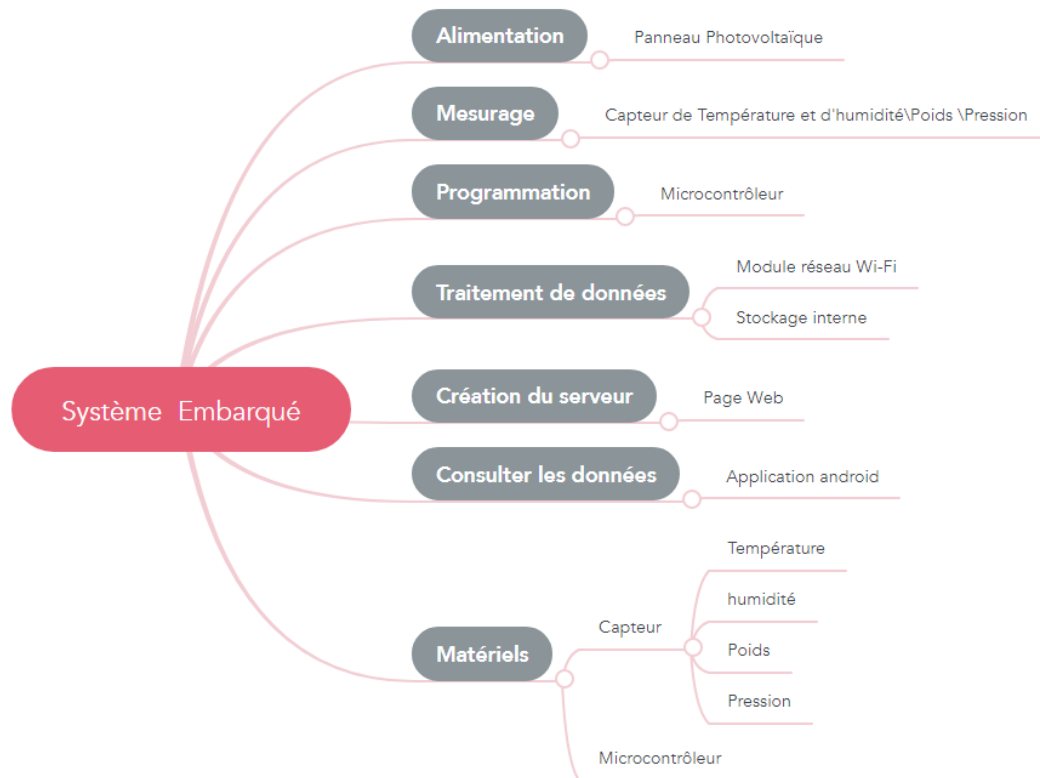 Alimentation
Panneau Photovoltaïque
Mesurage
Capteur de Température et d'humidité\Poids \Pression
Programmation
Microcontrôleur
Traitement de données
Module réseau Wi-Fi
Stockage interne
Système Embarqué
Création du serveur
Page Web
Consulter les données
Application android
Matériels
Capteur
Température
humidité
Poids
Pression
Microcontrôleur